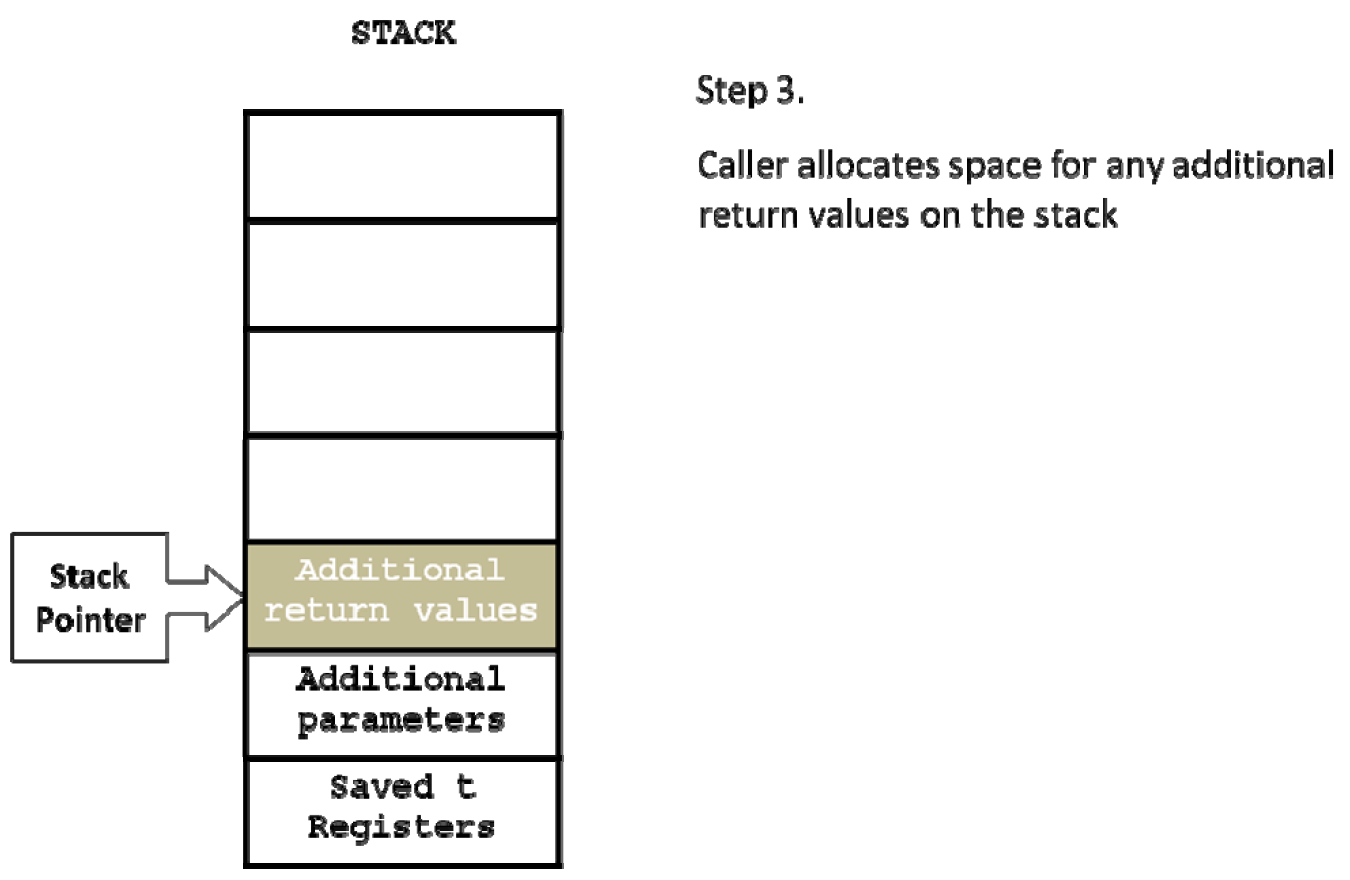 STACK
Step 3.
Caller allocates space for any additional
return values on the stack
Stack
Pointer
Additional
return values
Additional
parameters
Saved t
Registers